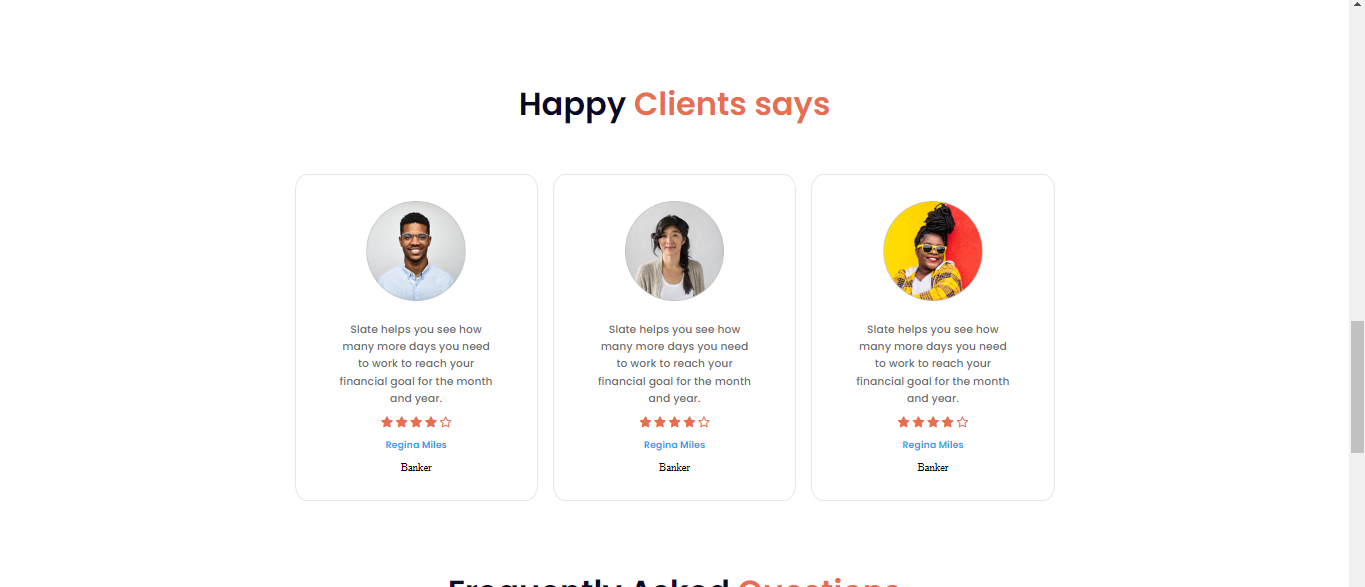 Happy Clients says
Slate helps you see how
many more days you need
to work to reach your
financial goal for the month
and year.
Regina Miles
Banker
Slate helps you see how
many more days you need
to work to reach your
financial goal for the month
and year.
Regina Miles
Banker
Slate helps you see how
many more days you need
to work to reach your
financial goal for the month
and year.
Regina Miles
Banker
Frequently Asked Questions